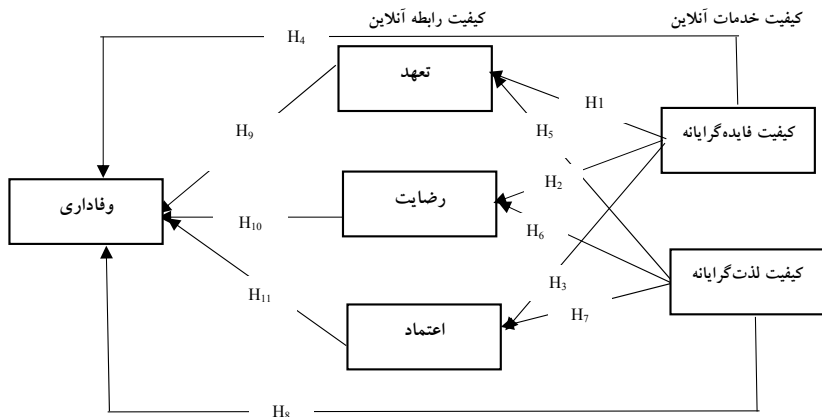 کیفیت خدمات آنلاین
کیفیت رابطه آنلاین
H4
تعهد
H1
کیفیت فایده‌گرایانه
H9
H5
وفاداری
رضایت
H2
H10
H6
کیفیت لذت‌گرایانه
H3
H11
اعتماد
H7
H8